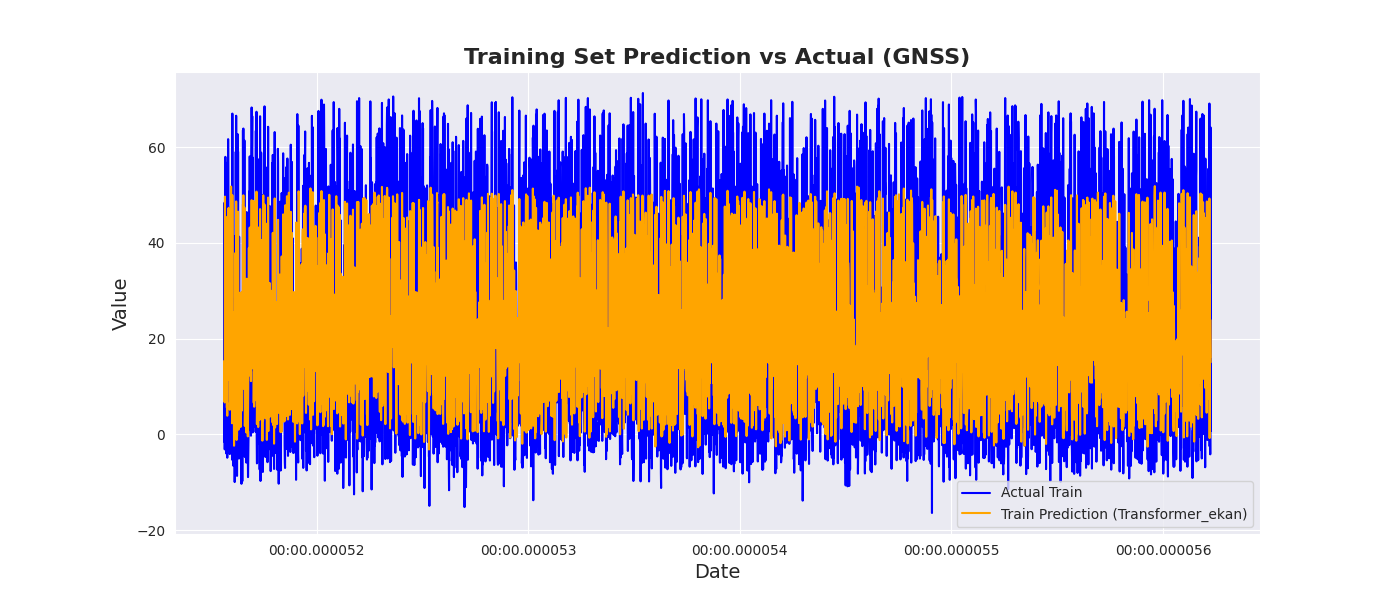 Training Set Prediction vs Actual (GNSS)
Value
60
40
20
0
−20
Actual Train
Train Prediction (Transformer_ekan)
00:00.000052
00:00.000053
00:00.000054
00:00.000055
00:00.000056
Date